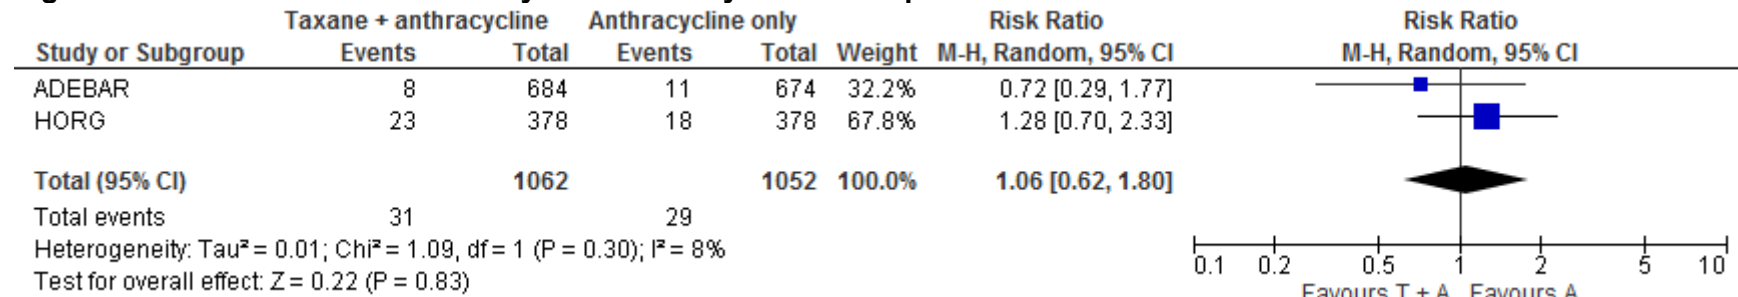 Taxane + anthracycline Anthracycline only Risk Ratio Risk Ratio
Study or Subgroup Events Total Events Total Weight M-H, Random, 95% CI M-H, Random, 95% CI
ADEBAR 8 684 11 674 32.2% 0.72 [0.29, 1.77]
HORG 23 378 18 378 67.8% 1.28 [0.70, 2.33]
Total (95% CI) 1062 1052 100.0% 1.06 [0.62, 1.80]
Total events 31 29
Heterogeneity: Tau² = 0.01; Chi² = 1.09, df = 1 (P = 0.30); I² = 8%
Test for overall effect: Z = 0.22 (P = 0.83)
0.1 0.2 0.5 1 2 5 10
Favours T + A Favours A